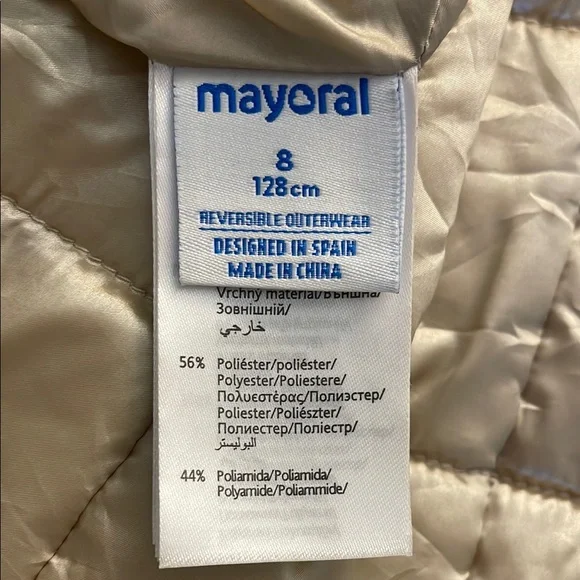 mayoral
8
128cm
REVERSIBLE OUTERWEAR
DESIGNED IN SPAIN
MADE IN CHINA
Vrchny material/Външна/
Зовнішній/
خارجي/
56% Poliéster/poliéster/
Polyester/Poliestere/
Πολυεστέρας/Полиэстер/
Poliester/Poliészter/
Полиестер/Поліестр/
البوليستر/
44% Poliamida/Poliamida/
Polyamide/Poliammide/